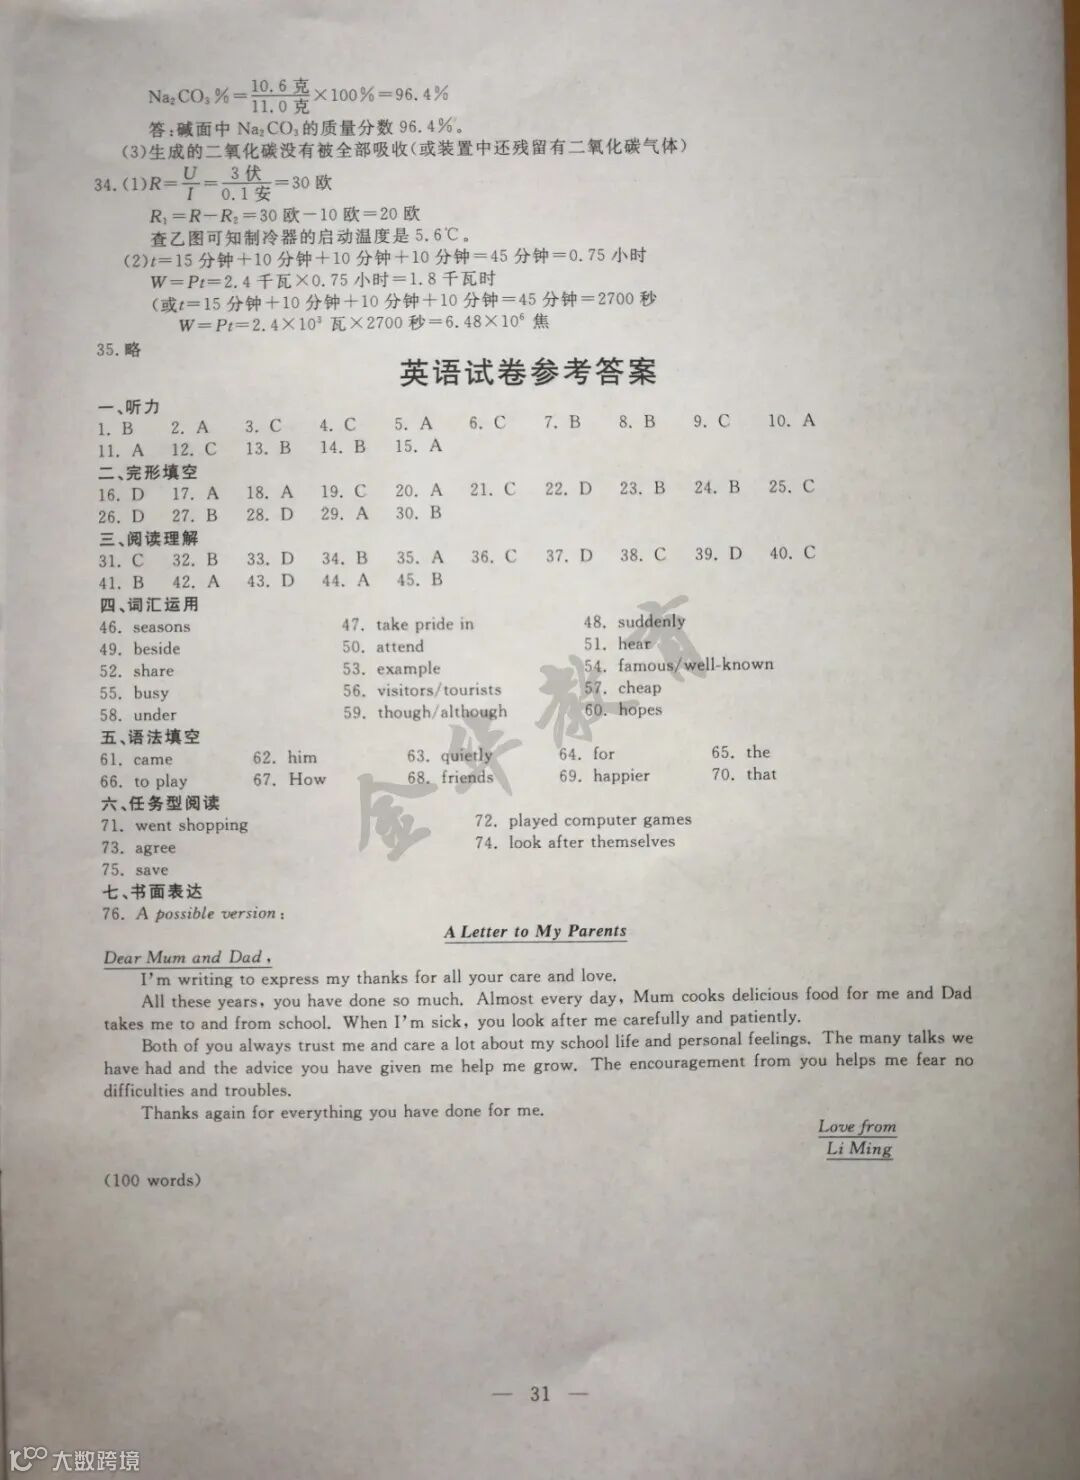 Na₂CO₃%=10.6克/11.0克×100%=96.4%
答:碱面中Na₂CO₃的质量分数96.4%。
(3)生成的二氧化碳没有被全部吸收(或装置中还残留有二氧化碳气体)
34.(1)R=U/I=3伏/0.1安=30欧
R₁=R-R₂=30欧-10欧=20欧
查乙图可知制冷器的启动温度是5.6℃。
(2)t=15分钟+10分钟+10分钟+10分钟=45分钟=0.75小时
W=Pt=2.4千瓦×0.75小时=1.8千瓦时
(或t=15分钟+10分钟+10分钟+10分钟=45分钟=2700秒
W=Pt=2.4×10³瓦×2700秒=6.48×10⁶焦
35.略
英语试卷参考答案
一、听力
1. B 2. A 3. C 4. C 5. A 6. C 7. B 8. B 9. C 10. A
11. A 12. C 13. B 14. B 15. A
二、完形填空
16. D 17. A 18. A 19. C 20. A 21. C 22. D 23. B 24. B 25. C
26. D 27. B 28. D 29. A 30. B
三、阅读理解
31. C 32. B 33. D 34. B 35. A 36. C 37. D 38. C 39. D 40. C
41. B 42. A 43. D 44. A 45. B
四、词汇运用
46. seasons 47. take pride in 48. suddenly
49. beside 50. attend 51. hear
52. share 53. example 54. famous/well-known
55. busy 56. visitors/tourists 57. cheap
58. under 59. though/although 60. hopes
五、语法填空
61. came 62. him 63. quietly 64. for 65. the
66. to play 67. How 68. friends 69. happier 70. that
六、任务型阅读
71. went shopping 72. played computer games
73. agree 74. look after themselves
75. save
七、书面表达
76. A possible version:
A Letter to My Parents
Dear Mum and Dad,
I'm writing to express my thanks for all your care and love.
All these years, you have done so much. Almost every day, Mum cooks delicious food for me and Dad
takes me to and from school. When I'm sick, you look after me carefully and patiently.
Both of you always trust me and care a lot about my school life and personal feelings. The many talks we
have had and the advice you have given me help me grow. The encouragement from you helps me fear no
difficulties and troubles.
Thanks again for everything you have done for me.
Love from
Li Ming
(100 words)
— 31 —
金华教育
大数跨境